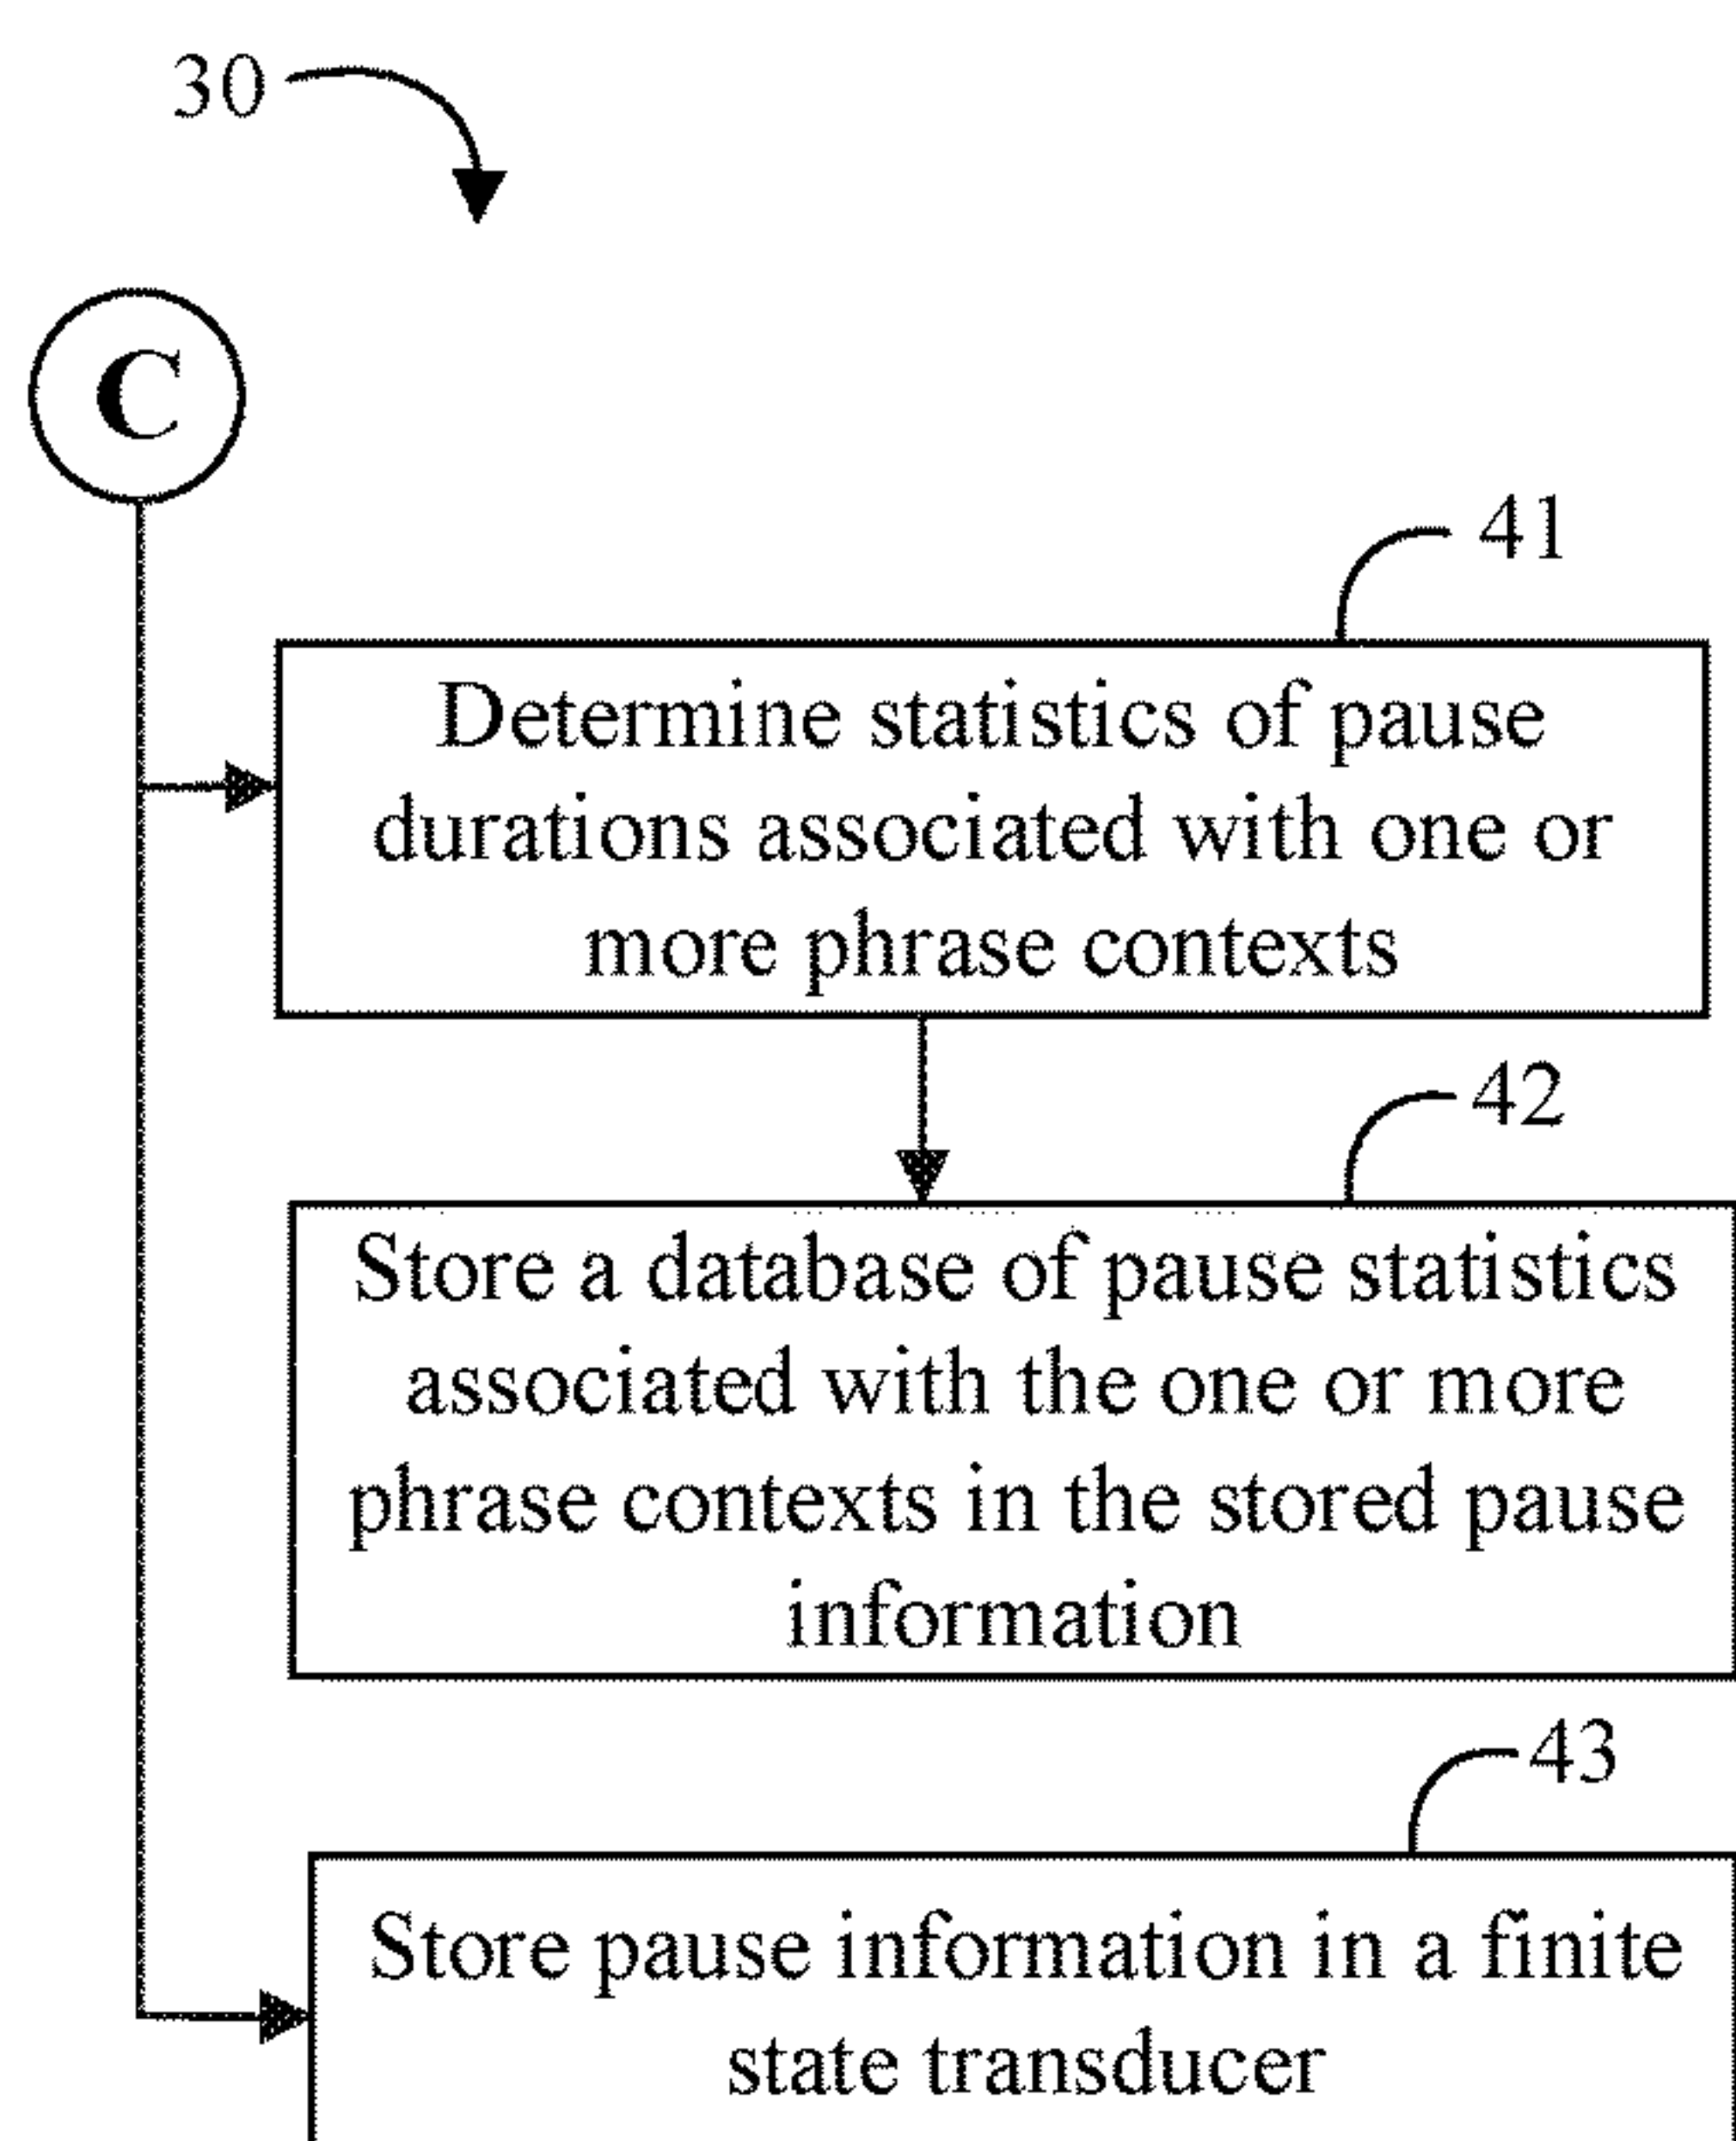 30
C
41
Determine statistics of pause
durations associated with one or
more phrase contexts
42
Store a database of pause statistics
associated with the one or more
phrase contexts in the stored pause
information
43
Store pause information in a finite
state transducer